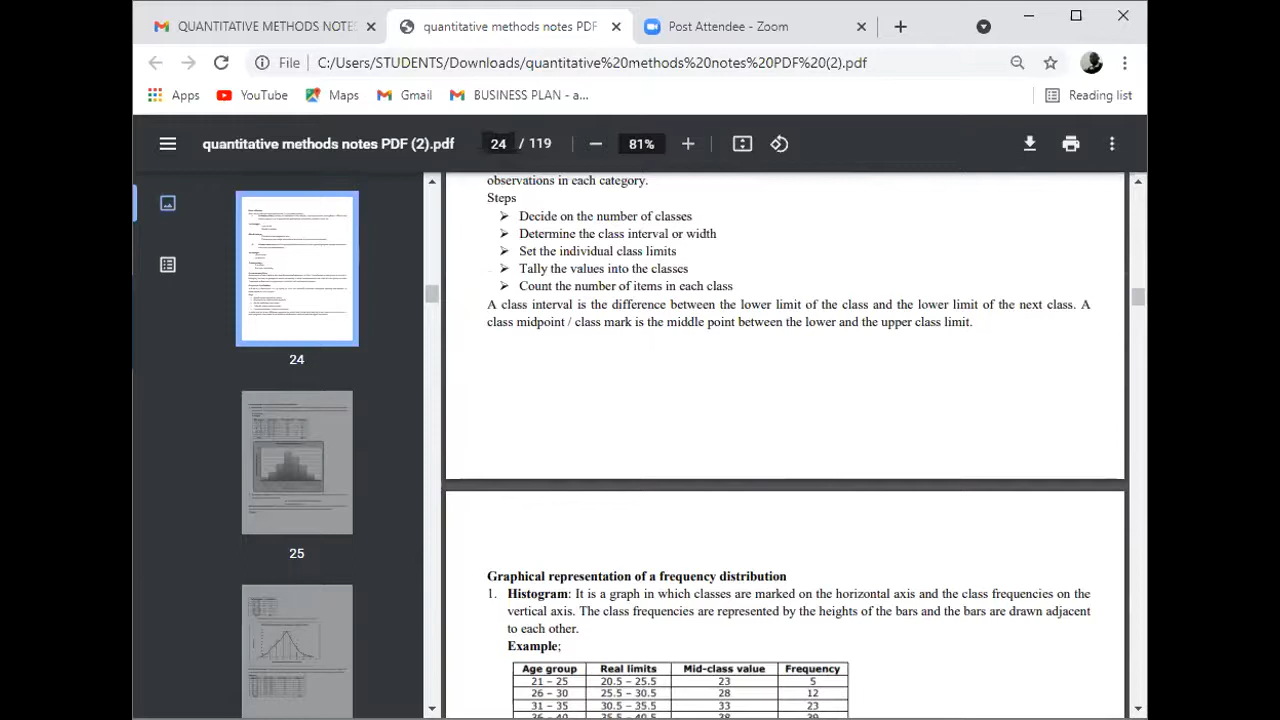 QUANTITATIVE METHODS NOTES
quantitative methods notes PDF
Post Attendee - Zoom
File
C:/Users/STUDENTS/Downloads/quantitative%20methods%20notes%20PDF%20(2).pdf
Apps
YouTube
Maps
Gmail
BUSINESS PLAN - a...
Reading list
quantitative methods notes PDF (2).pdf
24 / 119
81%
observations in each category.
Steps
➢ Decide on the number of classes
➢ Determine the class interval or width
➢ Set the individual class limits
➢ Tally the values into the classes
➢ Count the number of items in each class
A class interval is the difference between the lower limit of the class and the lower limit of the next class. A
class midpoint / class mark is the middle point between the lower and the upper class limit.
24
25
Graphical representation of a frequency distribution
1. Histogram: It is a graph in which classes are marked on the horizontal axis and the class frequencies on the
vertical axis. The class frequencies are represented by the heights of the bars and the bars are drawn adjacent
to each other.
Example;
Age group Real limits Mid-class value Frequency
21 – 25 20.5 – 25.5 23 5
26 – 30 25.5 – 30.5 28 12
31 – 35 30.5 – 35.5 33 23
36 – 40 35.5 – 40.5 38 39